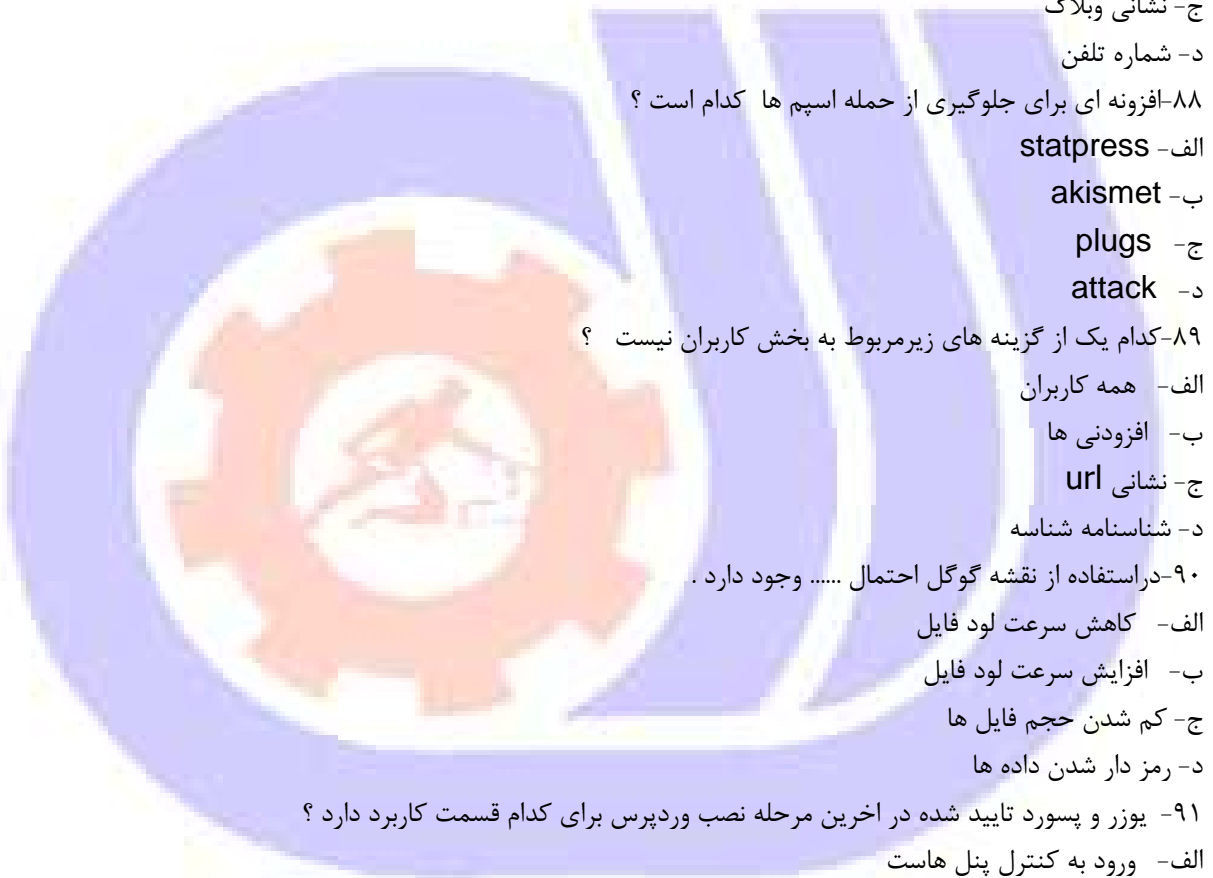 ج- نشانی وبلاگ
د- شماره تلفن
۸۸-افزونه ای برای جلوگیری از حمله اسپم ها کدام است ؟
الف- statpress
ب- akismet
ج- plugs
د- attack
۸۹-کدام یک از گزینه های زیرمربوط به بخش کاربران نیست ؟
الف- همه کاربران
ب- افزودنی ها
ج- نشانی url
د- شناسنامه شناسه
۹۰-دراستفاده از نقشه گوگل احتمال ...... وجود دارد .
الف- کاهش سرعت لود فایل
ب- افزایش سرعت لود فایل
ج- کم شدن حجم فایل ها
د- رمز دار شدن داده ها
۹۱- یوزر و پسورد تایید شده در اخرین مرحله نصب وردپرس برای کدام قسمت کاربرد دارد ؟
الف- ورود به کنترل پنل هاست